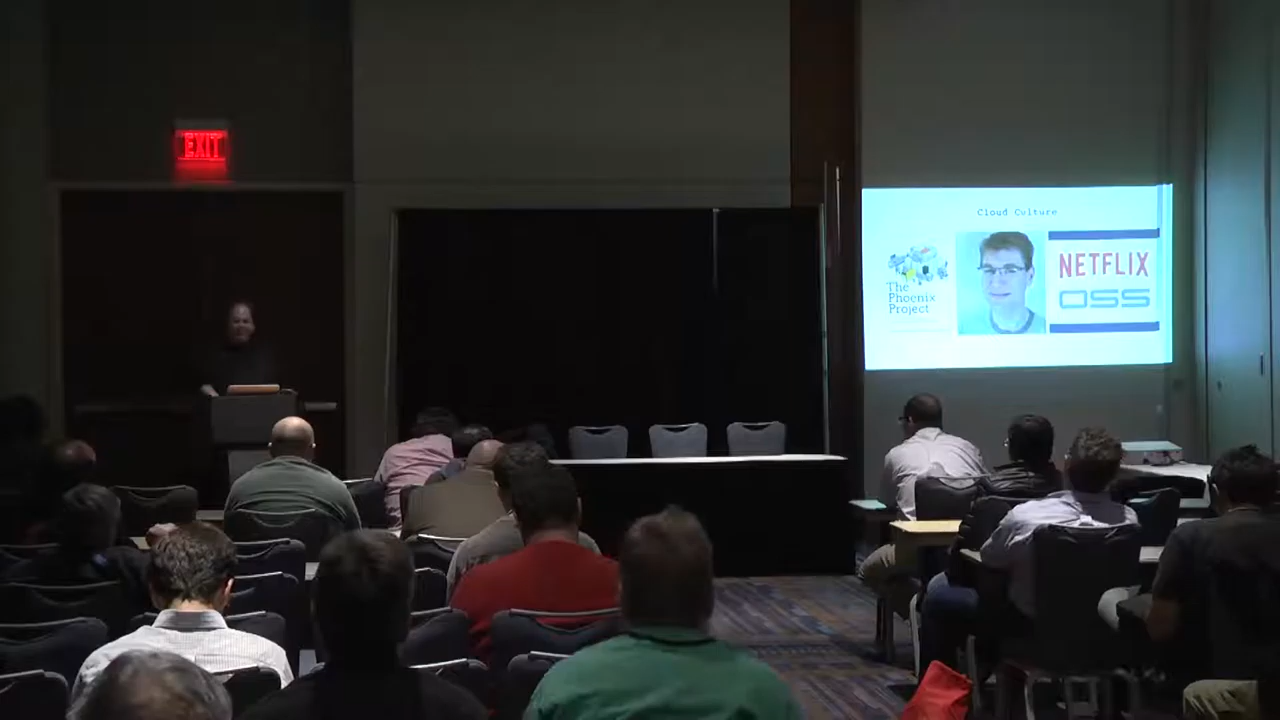 EXIT
Cloud Culture
The
Phoenix
Project
NETFLIX
OSS